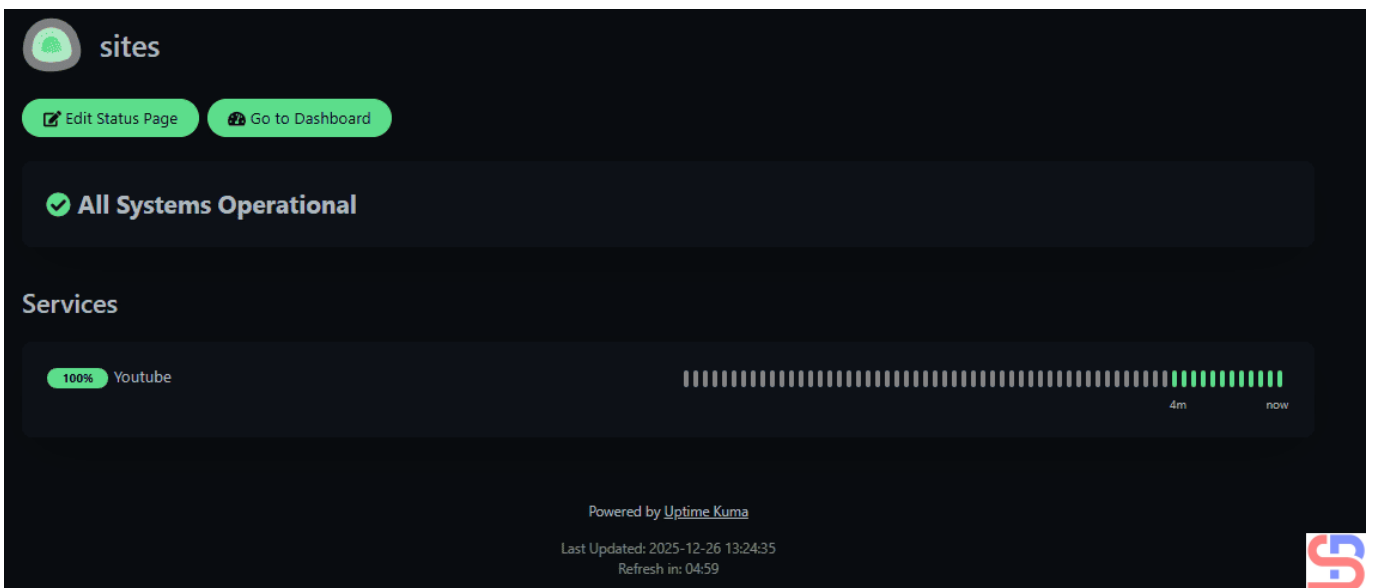 sites
Edit Status Page
Go to Dashboard
All Systems Operational
Services
100% Youtube
4m now
Powered by Uptime Kuma
Last Updated: 2025-12-26 13:24:35
Refresh in: 04:59